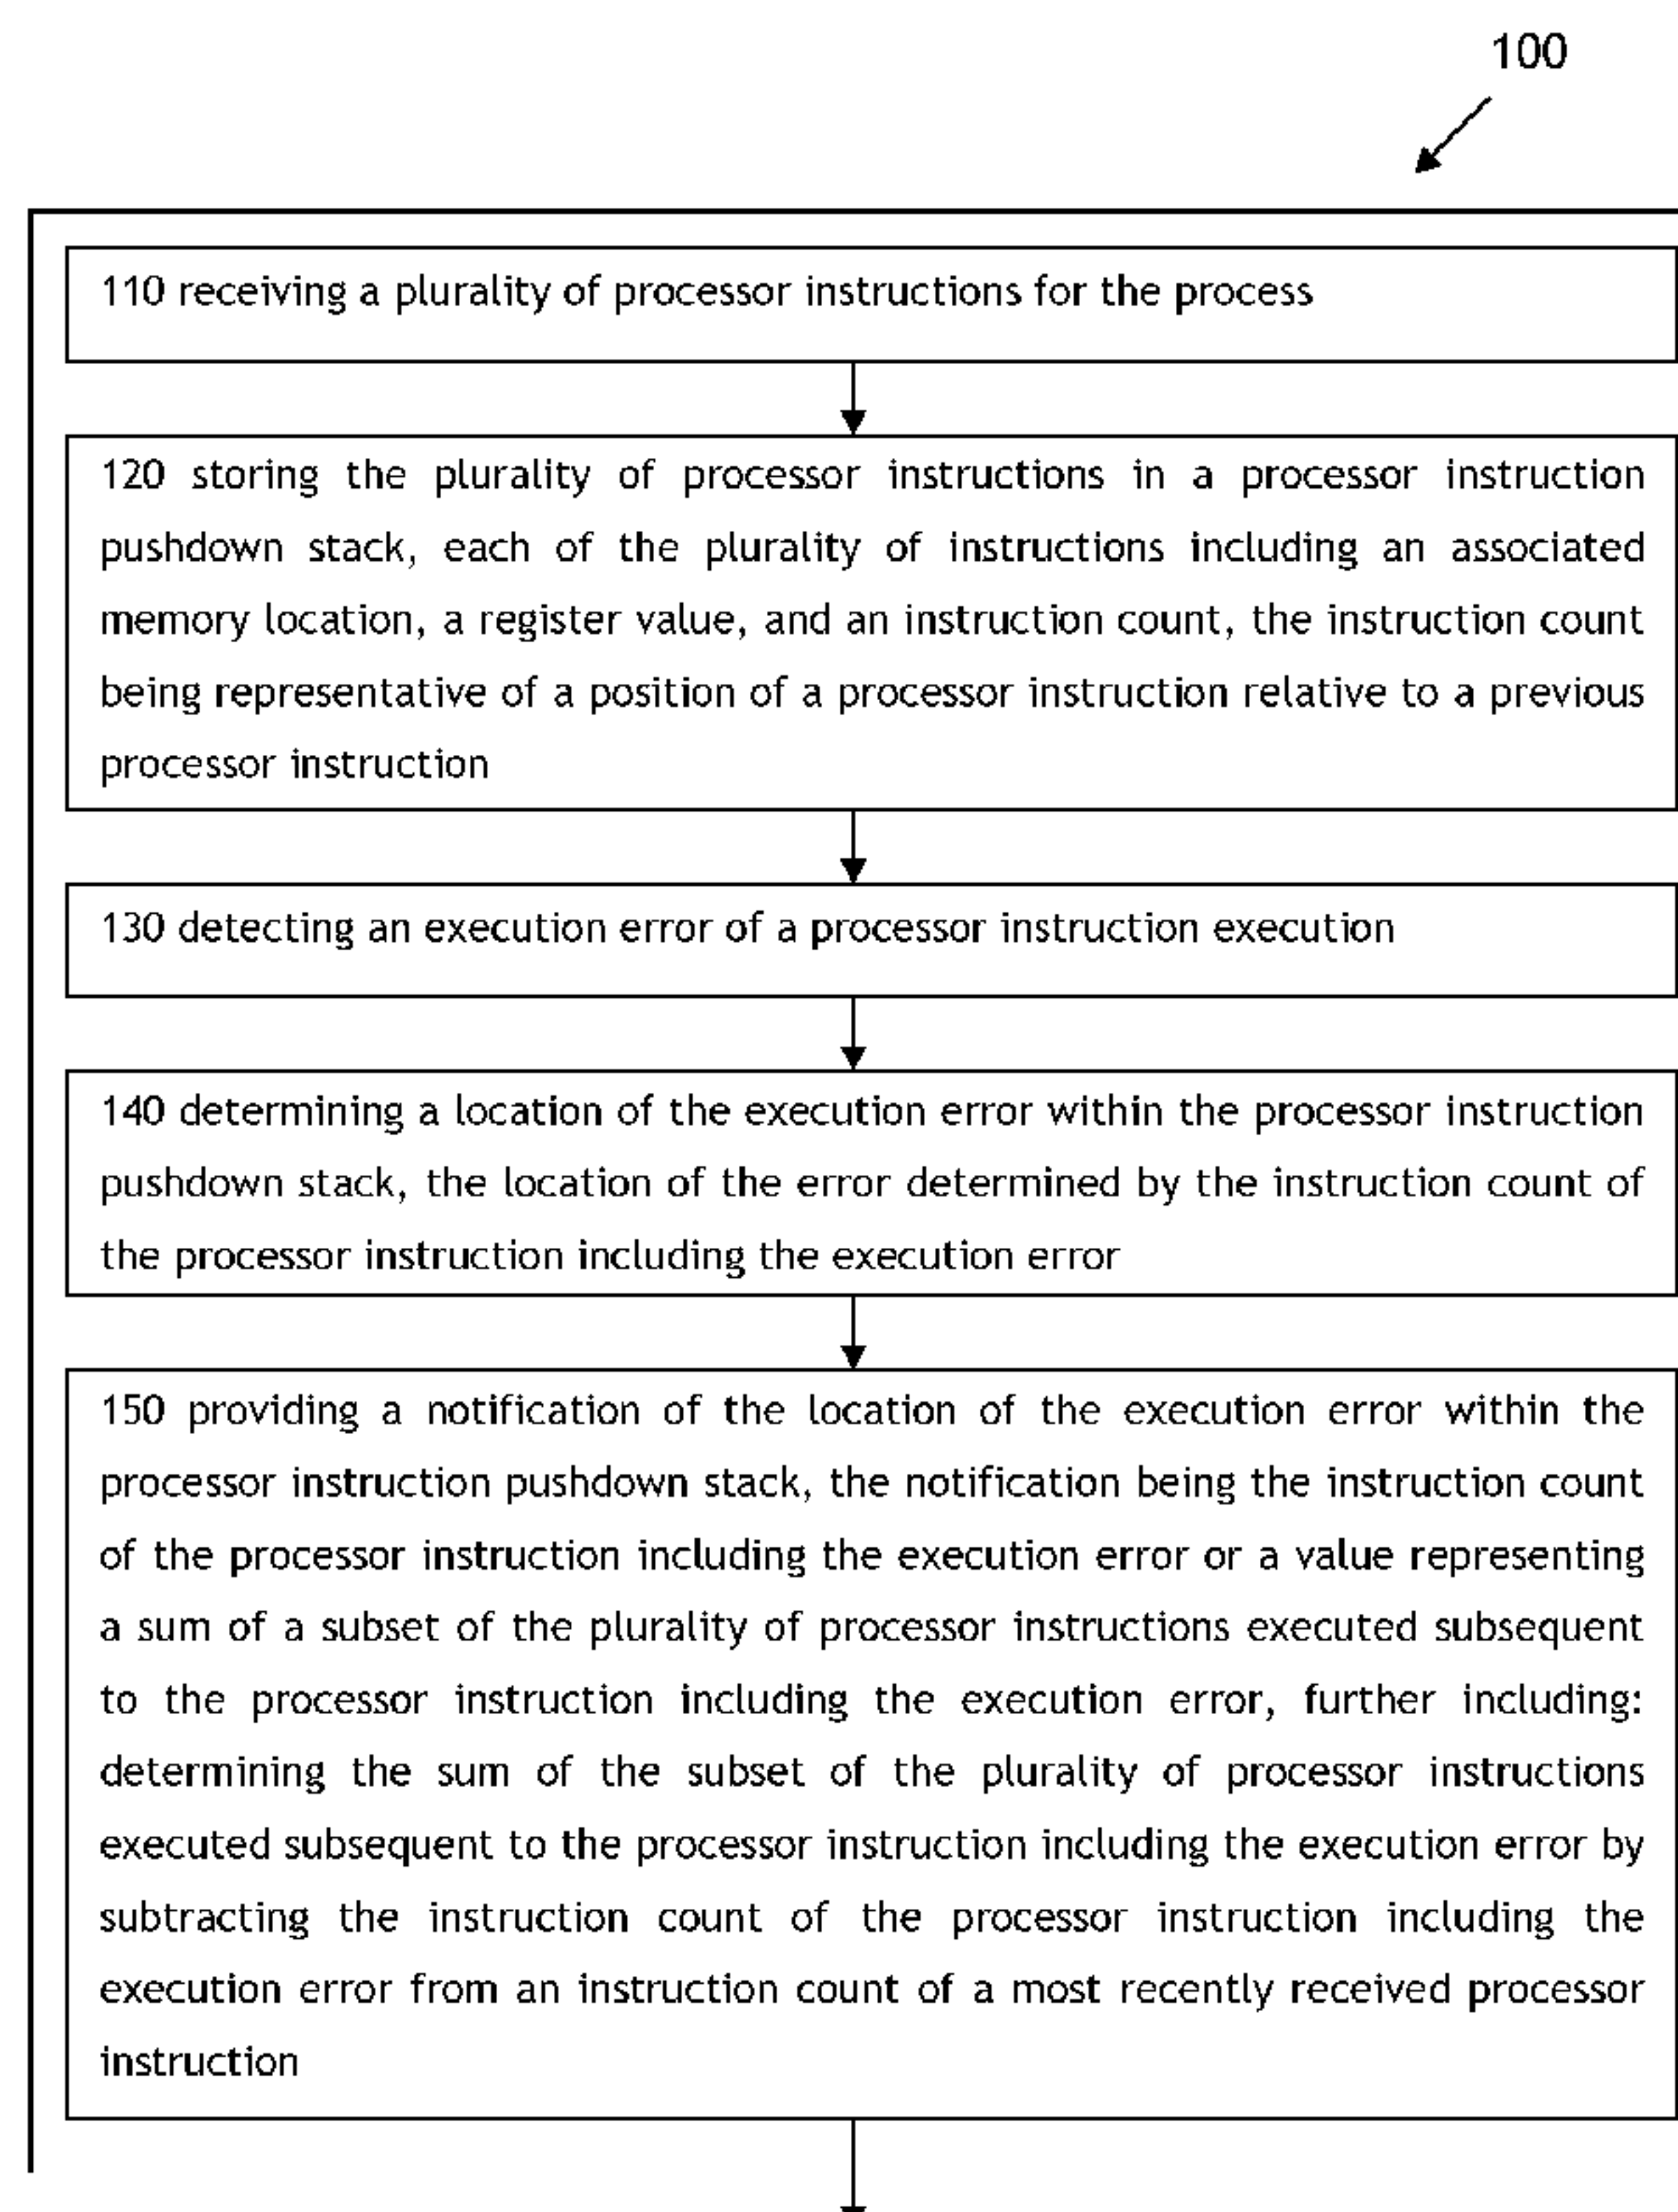 100
110 receiving a plurality of processor instructions for the process
120 storing the plurality of processor instructions in a processor instruction
pushdown stack, each of the plurality of instructions including an associated
memory location, a register value, and an instruction count, the instruction count
being representative of a position of a processor instruction relative to a previous
processor instruction
130 detecting an execution error of a processor instruction execution
140 determining a location of the execution error within the processor instruction
pushdown stack, the location of the error determined by the instruction count of
the processor instruction including the execution error
150 providing a notification of the location of the execution error within the
processor instruction pushdown stack, the notification being the instruction count
of the processor instruction including the execution error or a value representing
a sum of a subset of the plurality of processor instructions executed subsequent
to the processor instruction including the execution error, further including:
determining the sum of the subset of the plurality of processor instructions
executed subsequent to the processor instruction including the execution error by
subtracting the instruction count of the processor instruction including the
execution error from an instruction count of a most recently received processor
instruction